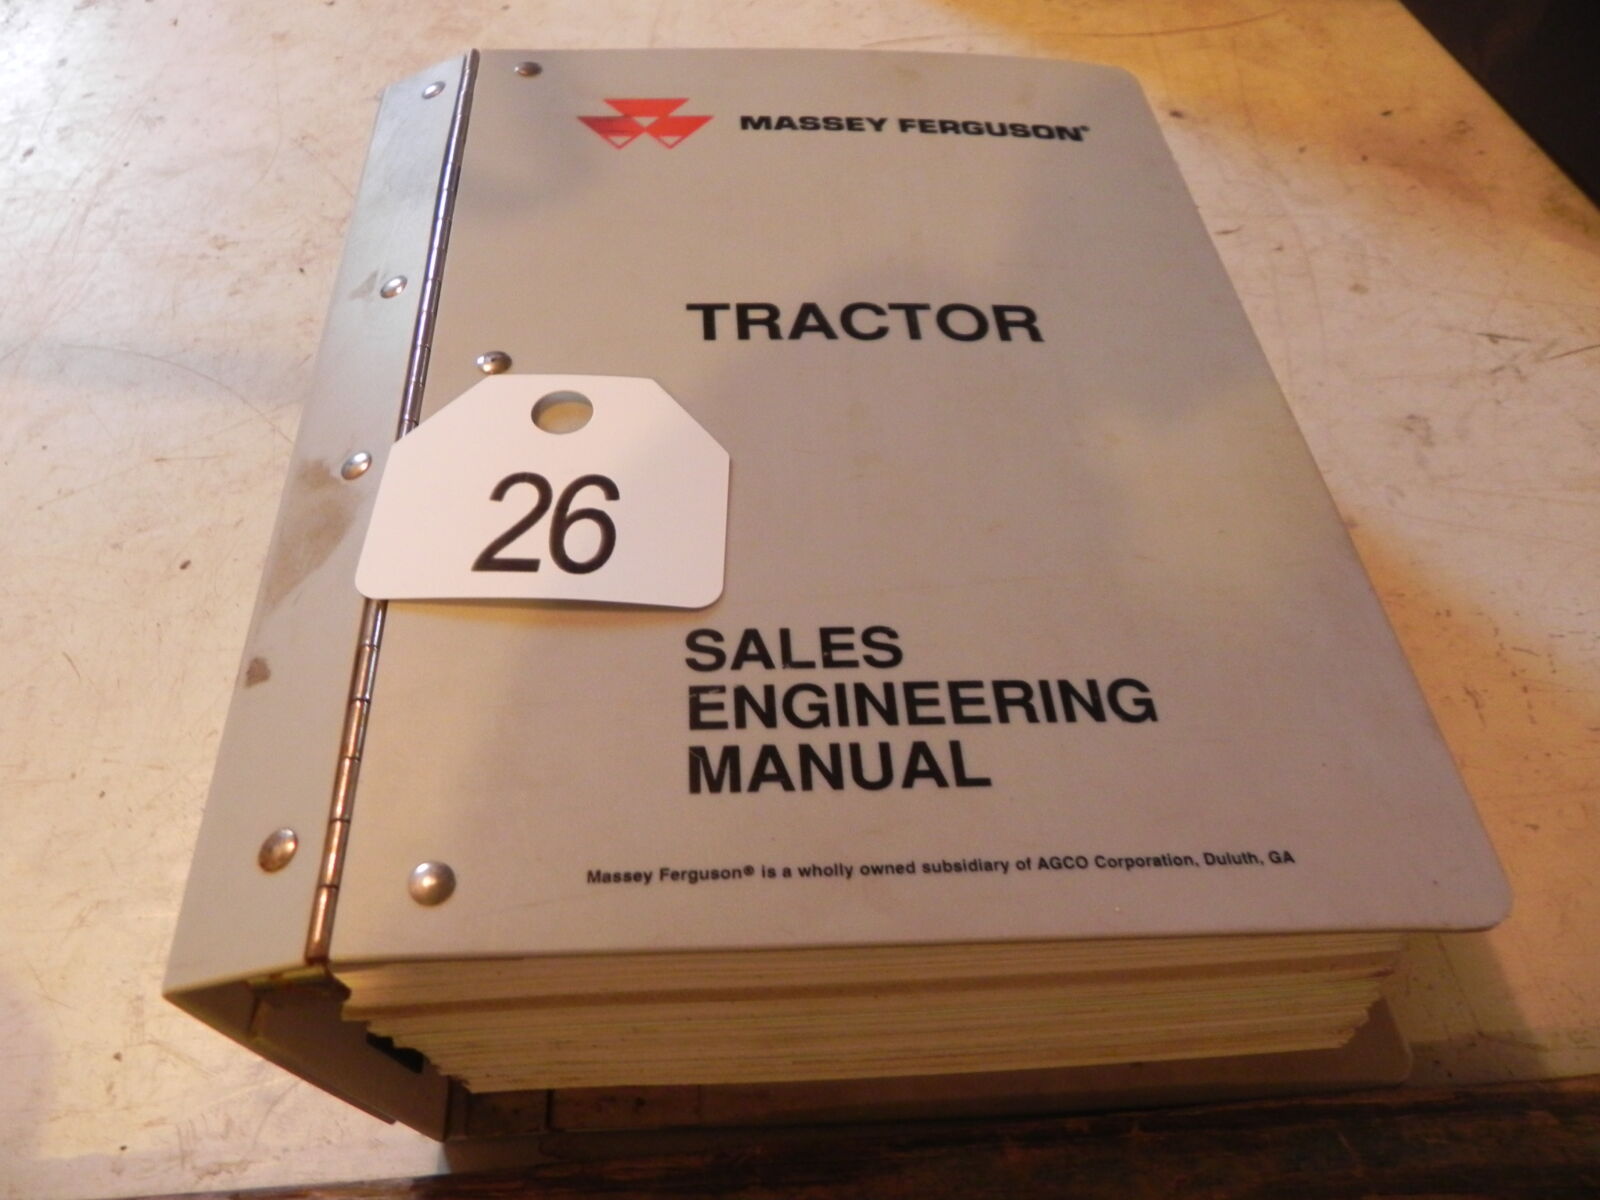 MASSEY FERGUSON®
TRACTOR
26
SALES
ENGINEERING
MANUAL
Massey Ferguson® is a wholly owned subsidiary of AGCO Corporation, Duluth, GA